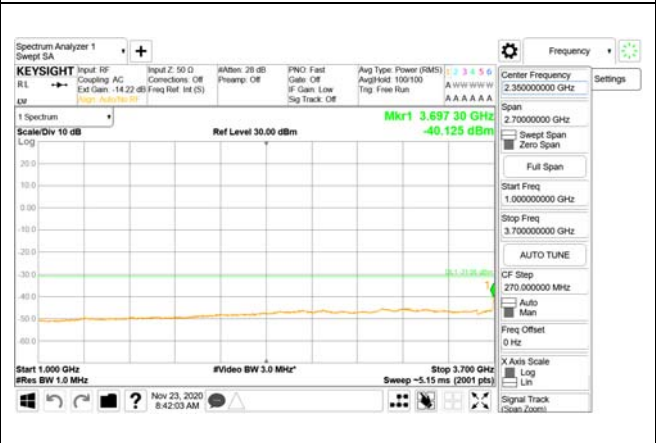 Spectrum Analyzer 1
Swept SA
+
Frequency
KEYSIGHT
Input: RF
Coupling: AC
Ext Gain: -14.22 dB
Align: Auto/No RF
Input Z: 50 Ω
Corrections: Off
Freq Ref: Int (S)
#Atten: 28 dB
Preamp: Off
PNO: Fast
Gate: Off
IF Gain: Low
Sig Track: Off
Avg Type: Power (RMS)
Avg|Hold: 100/100
Trig: Free Run
1 2 3 4 5 6
A W W W W W
A A A A A A
R L
LXI
1 Spectrum
Scale/Div 10 dB
Ref Level 30.00 dBm
Mkr1 3.697 30 GHz
-40.125 dBm
Log
20.0
10.0
0.00
-10.0
-20.0
-30.0
-40.0
-50.0
-60.0
1
Start 1.000 GHz
#Res BW 1.0 MHz
#Video BW 3.0 MHz*
Stop 3.700 GHz
Sweep ~5.15 ms (2001 pts)
Nov 23, 2020
8:42:03 AM
?
Center Frequency
2.350000000 GHz
Settings
Span
2.70000000 GHz
Swept Span
Zero Span
Full Span
Start Freq
1.000000000 GHz
Stop Freq
3.700000000 GHz
AUTO TUNE
CF Step
270.000000 MHz
Auto
Man
Freq Offset
0 Hz
X Axis Scale
Log
Lin
Signal Track
(Span Zoom)